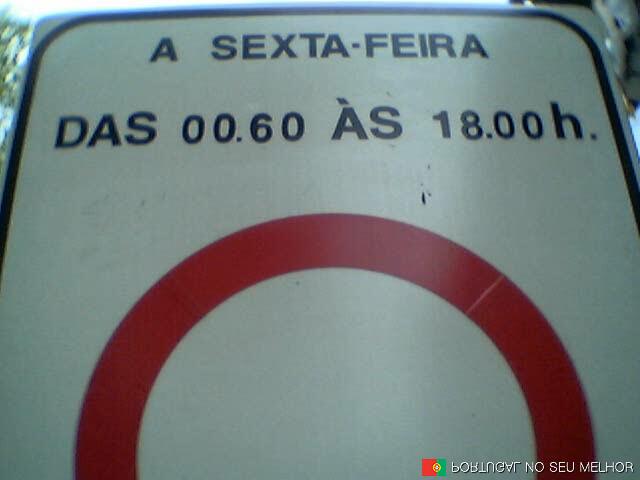 A SEXTA-FEIRA
DAS 00.60 ÀS 18.00h.
PORTUGAL NO SEU MELHOR